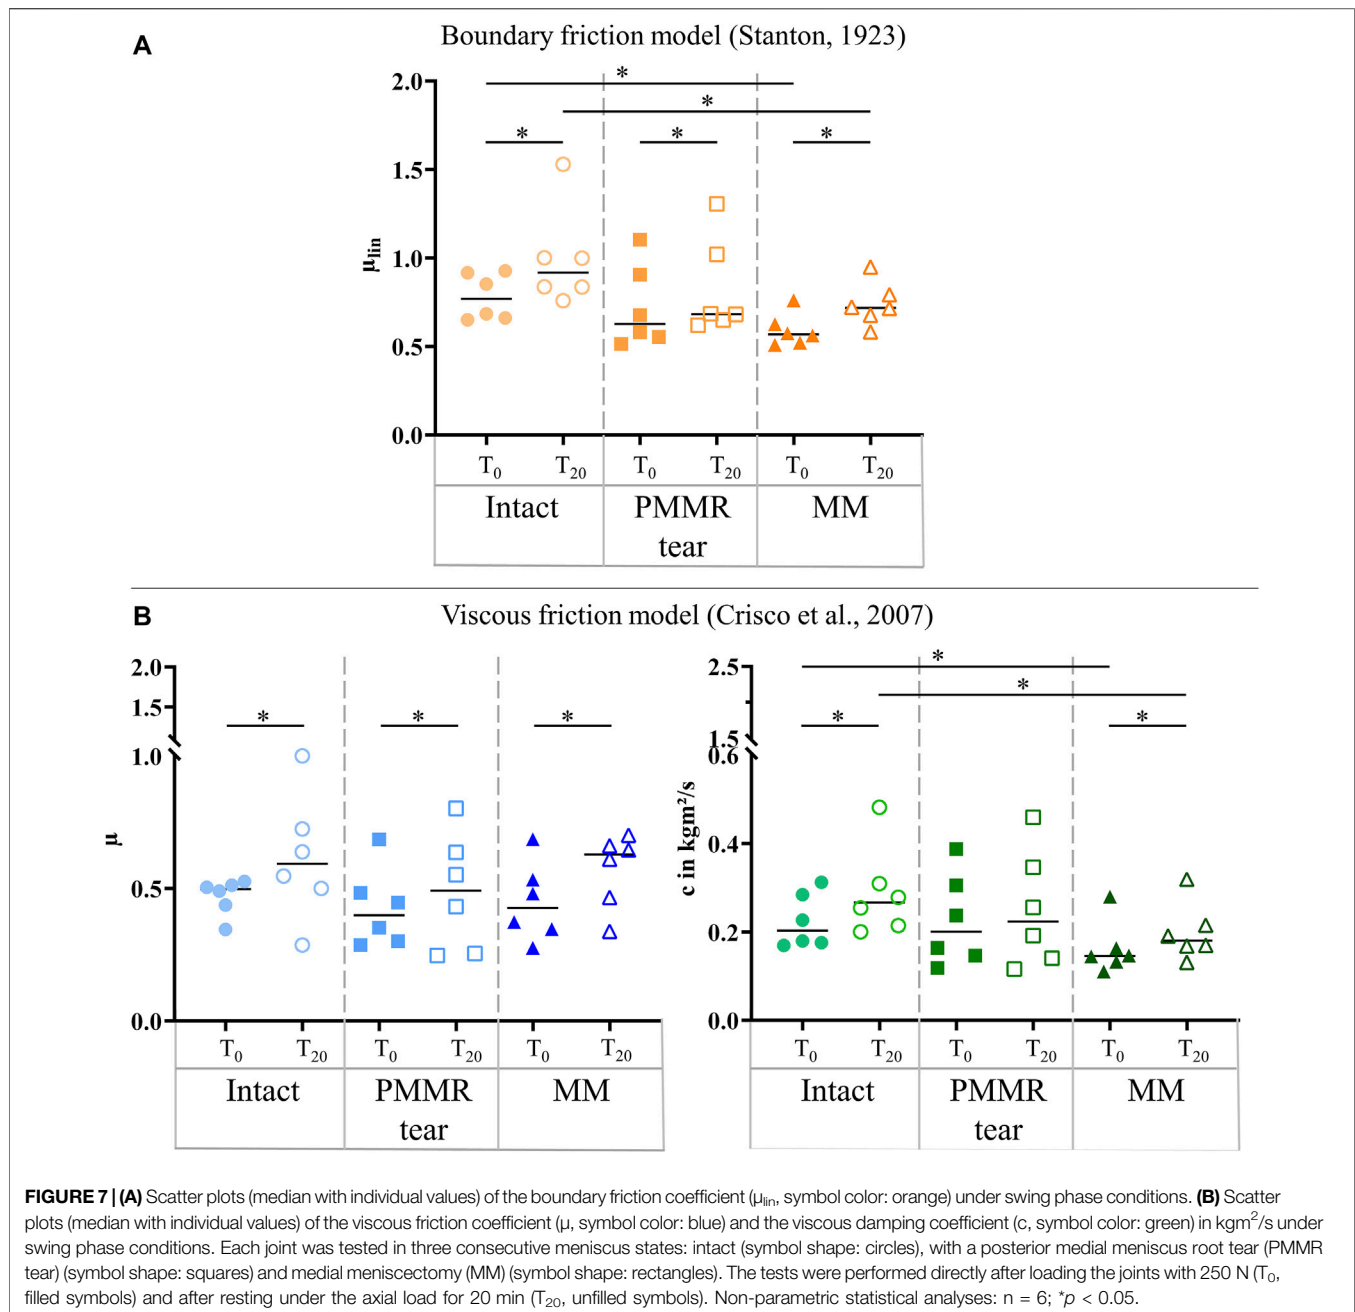 A
Boundary friction model (Stanton, 1923)
*
*
* * *
2.0
1.5
1.0
0.5
0.0
μlin
T0 T20 T0 T20 T0 T20
Intact PMMR MM
tear
B
Viscous friction model (Crisco et al., 2007)
2.0
1.5
1.0
0.5
0.0
μ
* * *
T0 T20 T0 T20 T0 T20
Intact PMMR MM
tear
2.5
1.5
0.6
0.4
0.2
0.0
c in kgm²/s
*
*
* *
T0 T20 T0 T20 T0 T20
Intact PMMR MM
tear
FIGURE 7 | (A) Scatter plots (median with individual values) of the boundary friction coefficient (μlin, symbol color: orange) under swing phase conditions. (B) Scatter
plots (median with individual values) of the viscous friction coefficient (μ, symbol color: blue) and the viscous damping coefficient (c, symbol color: green) in kgm²/s under
swing phase conditions. Each joint was tested in three consecutive meniscus states: intact (symbol shape: circles), with a posterior medial meniscus root tear (PMMR
tear) (symbol shape: squares) and medial meniscectomy (MM) (symbol shape: rectangles). The tests were performed directly after loading the joints with 250 N (T0,
filled symbols) and after resting under the axial load for 20 min (T20, unfilled symbols). Non-parametric statistical analyses: n = 6; *p < 0.05.